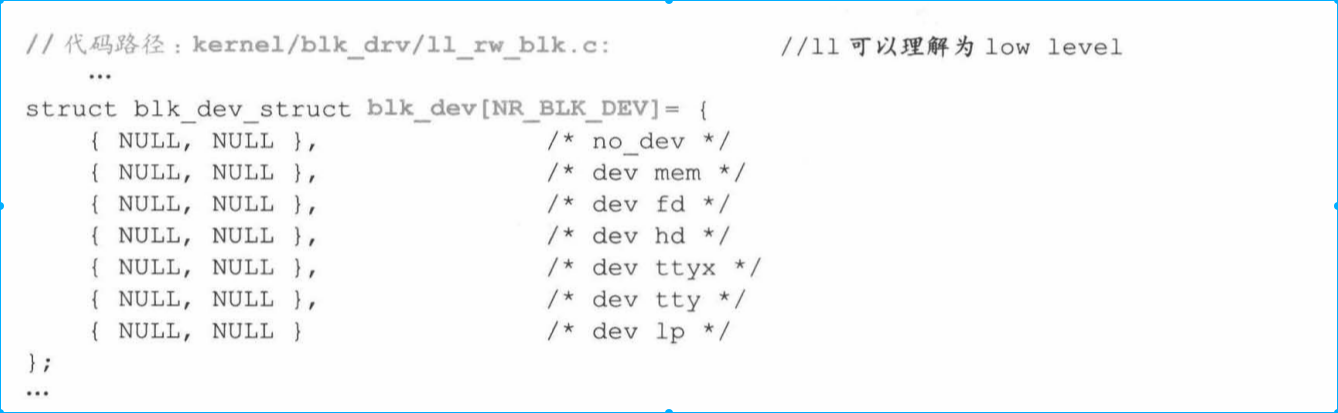 //代码路径：kernel/blk_drv/ll_rw_blk.c: //ll 可以理解为 low level
…
struct blk_dev_struct blk_dev[NR_BLK_DEV]= {
{ NULL, NULL }, /* no_dev */
{ NULL, NULL }, /* dev mem */
{ NULL, NULL }, /* dev fd */
{ NULL, NULL }, /* dev hd */
{ NULL, NULL }, /* dev ttyx */
{ NULL, NULL }, /* dev tty */
{ NULL, NULL } /* dev lp */
};
…